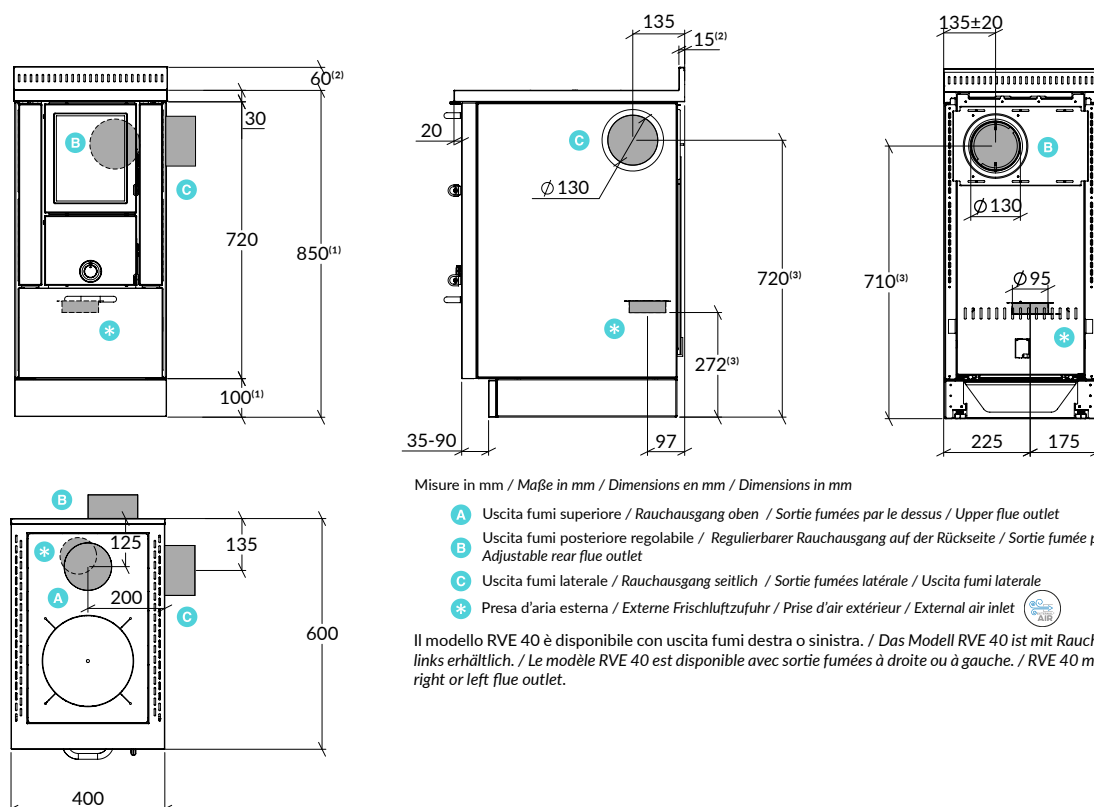 135
15(2)
135±20
60(2)
30
B
C
720
850(1)
*
100(1)
20
C
Ø 130
720(3)
*
272(3)
35-90
97
B
Ø 130
710(3)
Ø 95
*
225
175
B
125
135
*
A
200
C
600
400
Misure in mm / Maße in mm / Dimensions en mm / Dimensions in mm
A Uscita fumi superiore / Rauchausgang oben / Sortie fumées par le dessus / Upper flue outlet
B Uscita fumi posteriore regolabile / Regulierbarer Rauchausgang auf der Rückseite / Sortie fumée p
Adjustable rear flue outlet
C Uscita fumi laterale / Rauchausgang seitlich / Sortie fumées latérale / Uscita fumi laterale
* Presa d'aria esterna / Externe Frischluftzufuhr / Prise d'air extérieur / External air inlet
AIR
Il modello RVE 40 è disponibile con uscita fumi destra o sinistra. / Das Modell RVE 40 ist mit Rauch
links erhältlich. / Le modèle RVE 40 est disponible avec sortie fumées à droite ou à gauche. / RVE 40 m
right or left flue outlet.